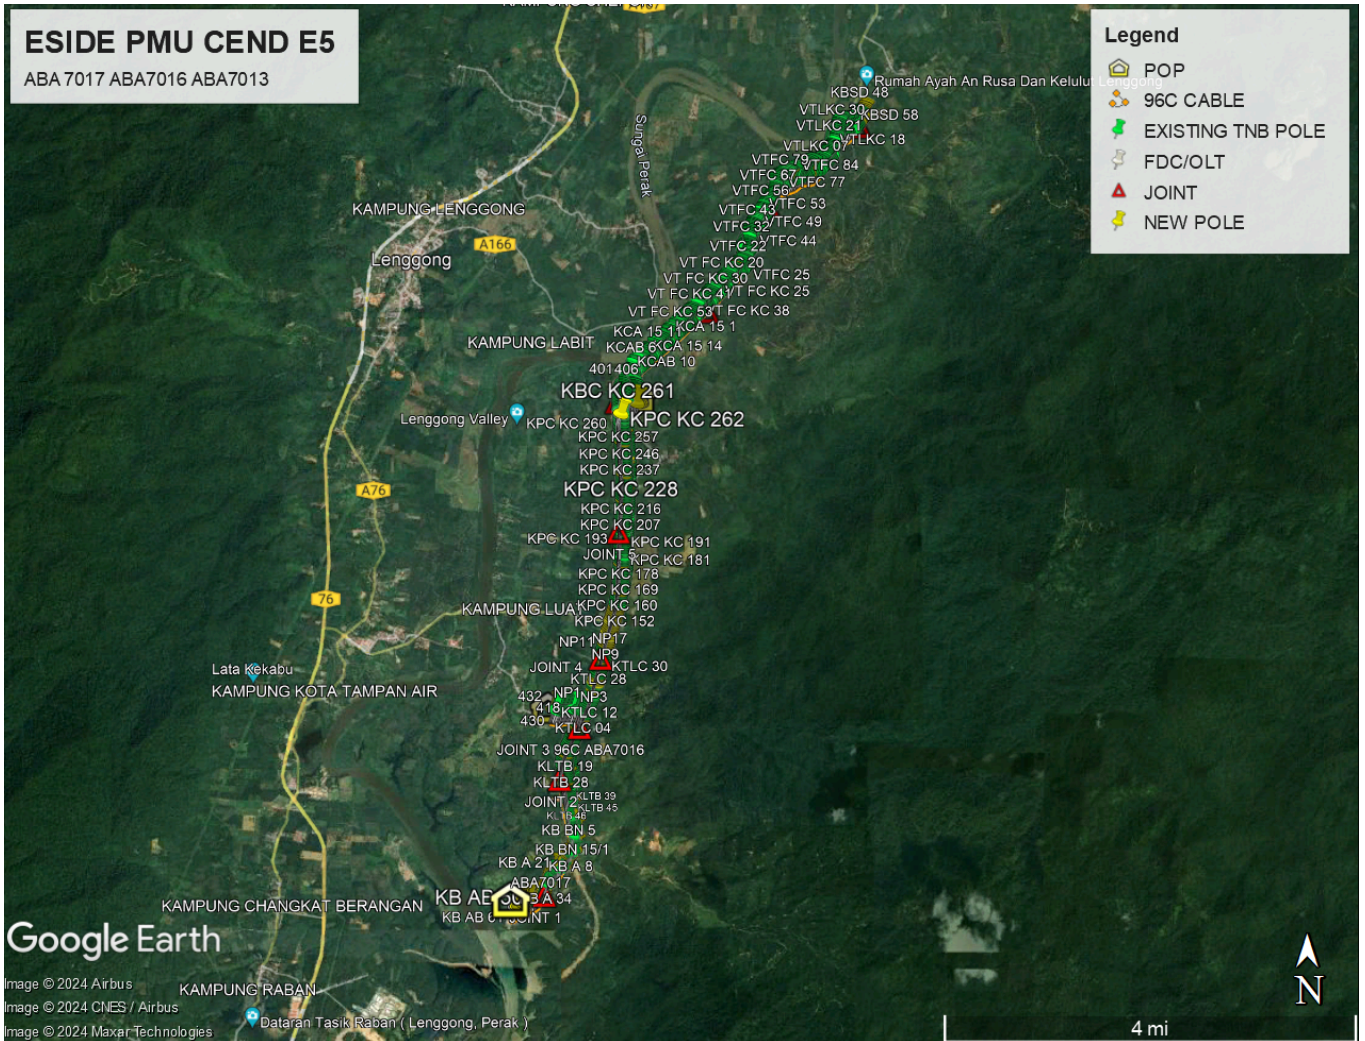 ESIDE PMU CEND E5
ABA 7017 ABA7016 ABA7013
Legend
POP
96C CABLE
EXISTING TNB POLE
FDC/OLT
JOINT
NEW POLE
Rumah Ayah An Rusa Dan Kelulut Lenggong
KBSD 48
VTLKC 30
KBSD 58
VTLKC 21
VTLKC 18
VTLKC 07
VTFC 79
VTFC 84
VTFC 67
VTFC 77
VTFC 56
VTFC 53
VTFC 43
VTFC 49
VTFC 32
VTFC 44
VTFC 22
VT FC KC 20
VTFC 25
VT FC KC 30
VT FC KC 25
VT FC KC 41
VT FC KC 38
VT FC KC 53
KCA 15 1
KCA 15 11
KCA 15 14
KCAB 6
KCAB 10
401406
Sungai Perak
KAMPUNG LENGGONG
A166
Lenggong
KAMPUNG LABIT
KBC KC 261
Lenggong Valley
KPC KC 260
KPC KC 262
KPC KC 257
KPC KC 246
KPC KC 237
KPC KC 228
A76
KPC KC 216
KPC KC 207
KPC KC 193
KPC KC 191
JOINT 5
KPC KC 181
KPC KC 178
KPC KC 169
76
KAMPUNG LUAT
KPC KC 160
KPC KC 152
NP17
NP11
NP9
JOINT 4
KTLC 30
Lata Kekabu
KTLC 28
KAMPUNG KOTA TAMPAN AIR
432
NP1
NP3
418
KTLC 12
430
KTLC 04
JOINT 3 96C ABA7016
KLTB 19
KLTB 28
JOINT 2
KLTB 39
KLTB 45
KLTB 46
KB BN 5
KB BN 15/1
KB A 21
KB A 8
ABA7017
KB AB
A 34
KAMPUNG CHANGKAT BERANGAN
KB AB
JOINT 1
Google Earth
Image © 2024 Airbus
Image © 2024 CNES / Airbus
Image © 2024 Maxar Technologies
KAMPUNG RABAN
Dataran Tasik Raban ( Lenggong, Perak )
N
4 mi